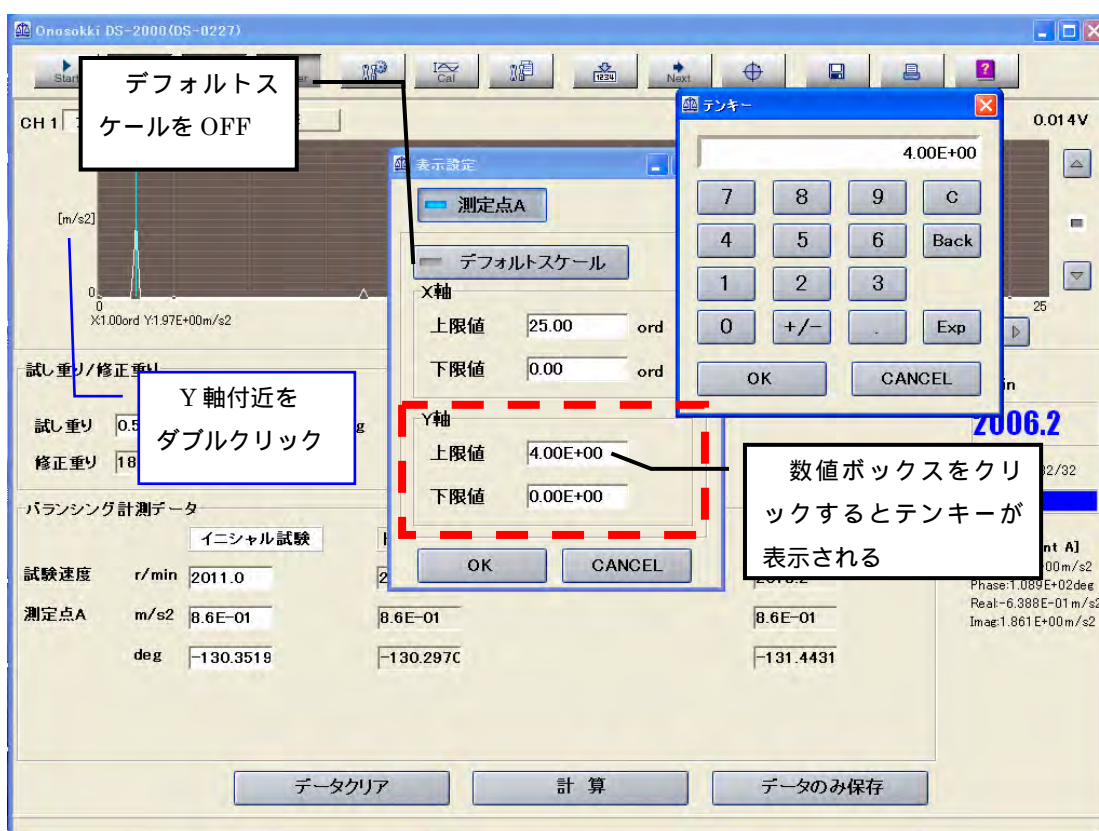 Onosokki DS-2000(DS-0227)
Start
Cal
1234
Next
?
デフォルトス
ケールを OFF
CH 1
0.014V
テンキー
4.00E+00
7 8 9 C
4 5 6 Back
1 2 3
0 +/- . Exp
OK CANCEL
表示設定
測定点A
デフォルトスケール
X軸
上限値 25.00 ord
下限値 0.00 ord
Y軸
上限値 4.00E+00
下限値 0.00E+00
OK CANCEL
[m/s2]
0
0
25
X:1.00ord Y:1.97E+00m/s2
試し重り/修正重り
試し重り 0.5
g
修正重り 18
Y 軸付近を
ダブルクリック
数値ボックスをクリ
ックするとテンキーが
表示される
2006.2
2/32
バランシング計測データ
イニシャル試験
試験速度 r/min 2011.0
測定点A m/s2 8.6E-01 8.6E-01 8.6E-01
deg -130.3519 -130.2970 -131.4431
nt A]
00m/s2
Phase:1.089E+02deg
Real:-6.388E-01m/s2
Imag:1.861E+00m/s2
データクリア 計 算 データのみ保存